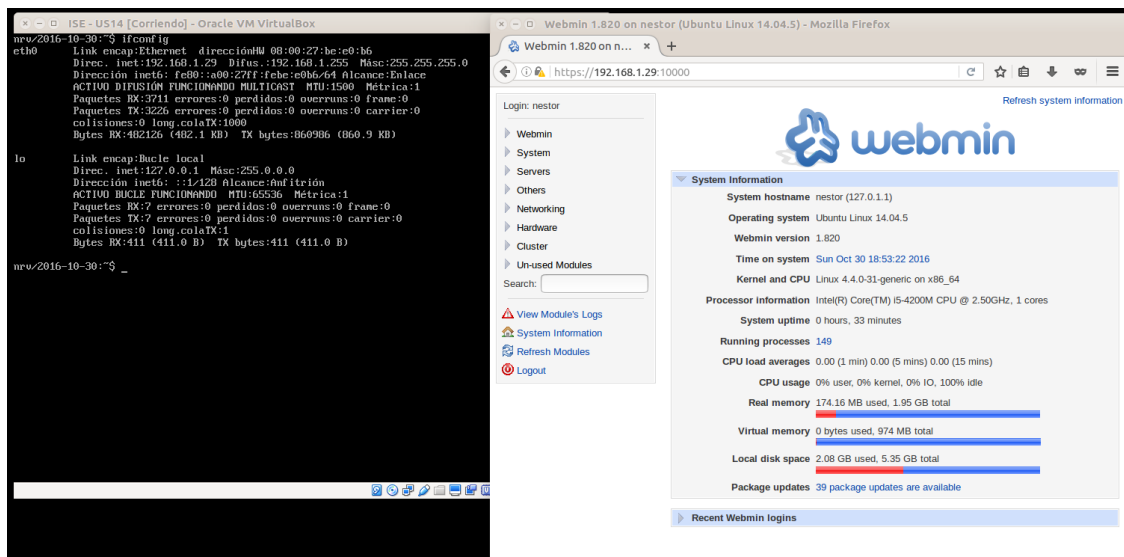 ISE - US14 [Corriendo] - Oracle VM VirtualBox
nrv/2016-10-30:~$ ifconfig
eth0 Link encap:Ethernet direcciónHW 08:00:27:be:e0:b6
Direc. inet:192.168.1.29 Difus.:192.168.1.255 Másc:255.255.255.0
Dirección inet6: fe80::a00:27ff:febe:e0b6/64 Alcance:Enlace
ACTIVO DIFUSIÓN FUNCIONANDO MULTICAST MTU:1500 Métrica:1
Paquetes RX:3711 errores:0 perdidos:0 overruns:0 frame:0
Paquetes TX:3226 errores:0 perdidos:0 overruns:0 carrier:0
colisiones:0 long.colaTX:1000
Bytes RX:482126 (482.1 KB) TX bytes:860986 (860.9 KB)
lo Link encap:Bucle local
Direc. inet:127.0.0.1 Másc:255.0.0.0
Dirección inet6: ::1/128 Alcance:Anfitrión
ACTIVO BUCLE FUNCIONANDO MTU:65536 Métrica:1
Paquetes RX:7 errores:0 perdidos:0 overruns:0 frame:0
Paquetes TX:7 errores:0 perdidos:0 overruns:0 carrier:0
colisiones:0 long.colaTX:1
Bytes RX:411 (411.0 B) TX bytes:411 (411.0 B)
nrv/2016-10-30:~$ _
Webmin 1.820 on nestor (Ubuntu Linux 14.04.5) - Mozilla Firefox
Webmin 1.820 on n...
https://192.168.1.29:10000
Login: nestor
Webmin
System
Servers
Others
Networking
Hardware
Cluster
Un-used Modules
Search:
View Module's Logs
System Information
Refresh Modules
Logout
Refresh system information
webmin
System Information
System hostname nestor (127.0.1.1)
Operating system Ubuntu Linux 14.04.5
Webmin version 1.820
Time on system Sun Oct 30 18:53:22 2016
Kernel and CPU Linux 4.4.0-31-generic on x86_64
Processor information Intel(R) Core(TM) i5-4200M CPU @ 2.50GHz, 1 cores
System uptime 0 hours, 33 minutes
Running processes 149
CPU load averages 0.00 (1 min) 0.00 (5 mins) 0.00 (15 mins)
CPU usage 0% user, 0% kernel, 0% IO, 100% idle
Real memory 174.16 MB used, 1.95 GB total
Virtual memory 0 bytes used, 974 MB total
Local disk space 2.08 GB used, 5.35 GB total
Package updates 39 package updates are available
Recent Webmin logins